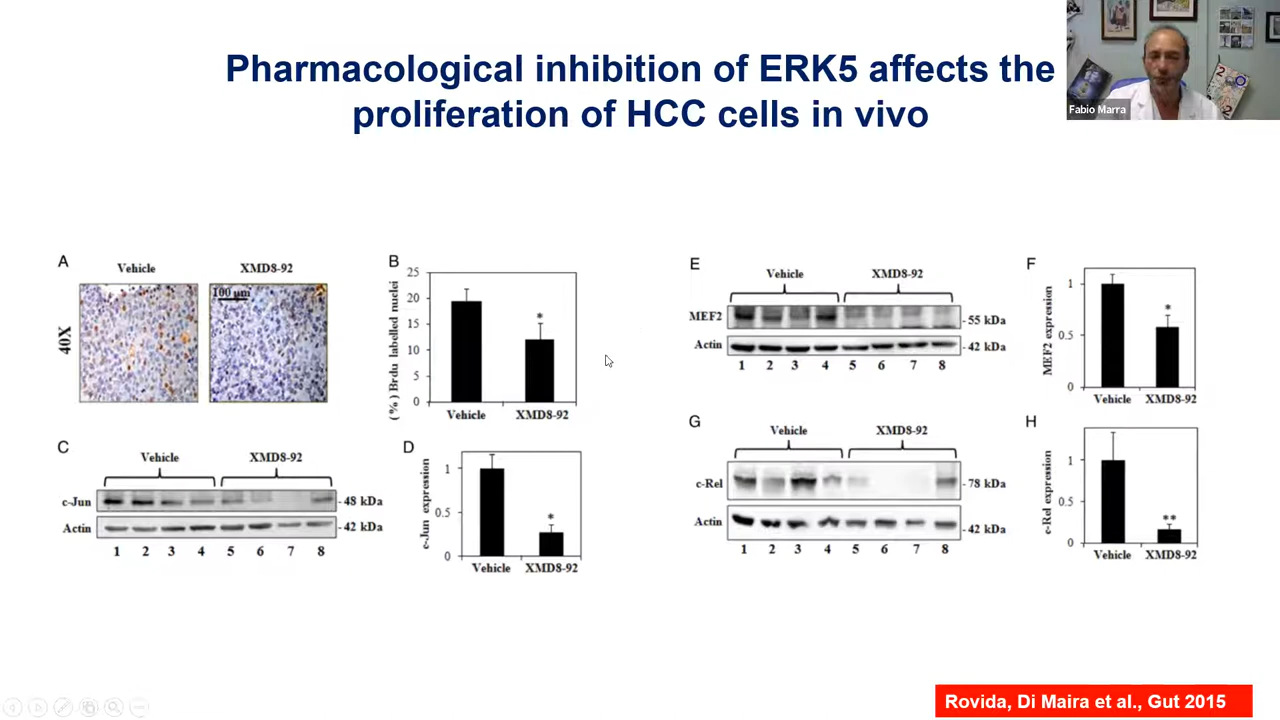 Pharmacological inhibition of ERK5 affects the
proliferation of HCC cells in vivo
Fabio Marra
A
Vehicle
XMD8-92
100 μm
40X
B
(%) Brdu labelled nuclei
25
20
15
10
5
0
*
Vehicle
XMD8-92
C
Vehicle
XMD8-92
c-Jun
- 48 kDa
Actin
- 42 kDa
1 2 3 4 5 6 7 8
D
c-Jun expression
1
0.5
0
*
Vehicle
XMD8-92
E
Vehicle
XMD8-92
MEF2
- 55 kDa
Actin
- 42 kDa
1 2 3 4 5 6 7 8
F
MEF2 expression
1
0.5
0
*
Vehicle
XMD8-92
G
Vehicle
XMD8-92
c-Rel
- 78 kDa
Actin
- 42 kDa
1 2 3 4 5 6 7 8
H
c-Rel expression
1
0.5
0
**
Vehicle
XMD8-92
Rovida, Di Maira et al., Gut 2015